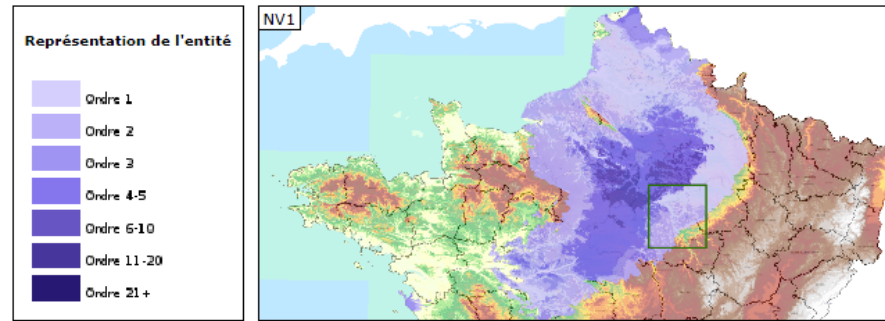 Représentation de l'entité
Ordre 1
Ordre 2
Ordre 3
Ordre 4-5
Ordre 6-10
Ordre 11-20
Ordre 21+
NV1